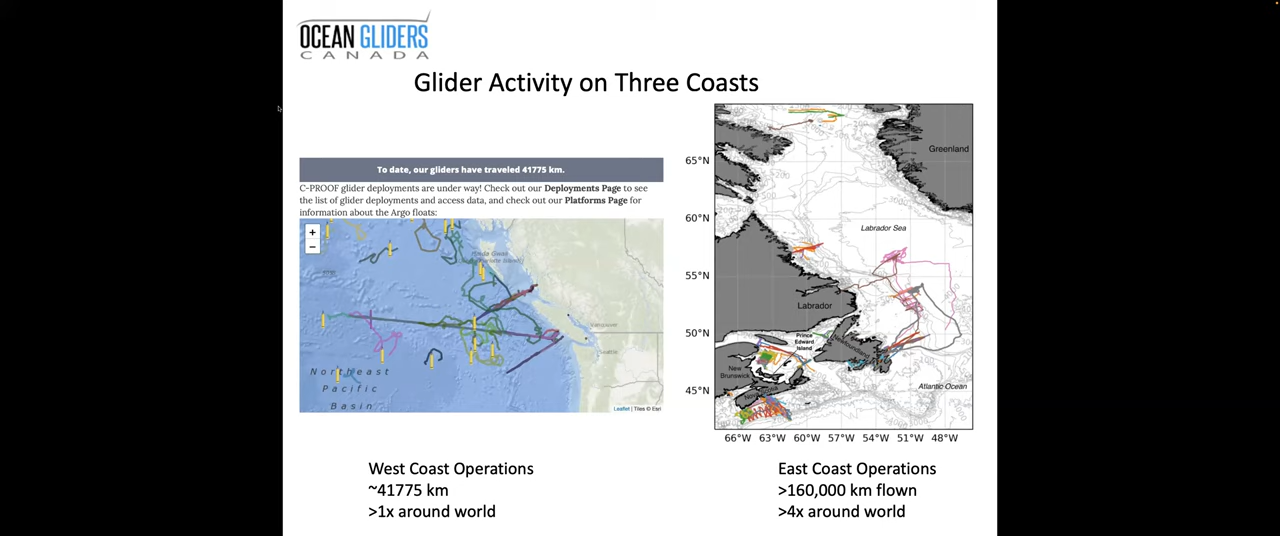 OCEAN GLIDERS
CANADA
Glider Activity on Three Coasts
To date, our gliders have traveled 41775 km.
C-PROOF glider deployments are under way! Check out our Deployments Page to see
the list of glider deployments and access data, and check out our Platforms Page for
information about the Argo floats:
+
−
Vancouver
Seattle
Northeast
Pacific
Basin
Leaflet | Tiles © Esri
65°N
60°N
55°N
50°N
45°N
Greenland
Labrador Sea
Labrador
Prince
Edward
Island
Newfoundland
New
Brunswick
Atlantic Ocean
66°W 63°W 60°W 57°W 54°W 51°W 48°W
West Coast Operations
~41775 km
>1x around world
East Coast Operations
>160,000 km flown
>4x around world